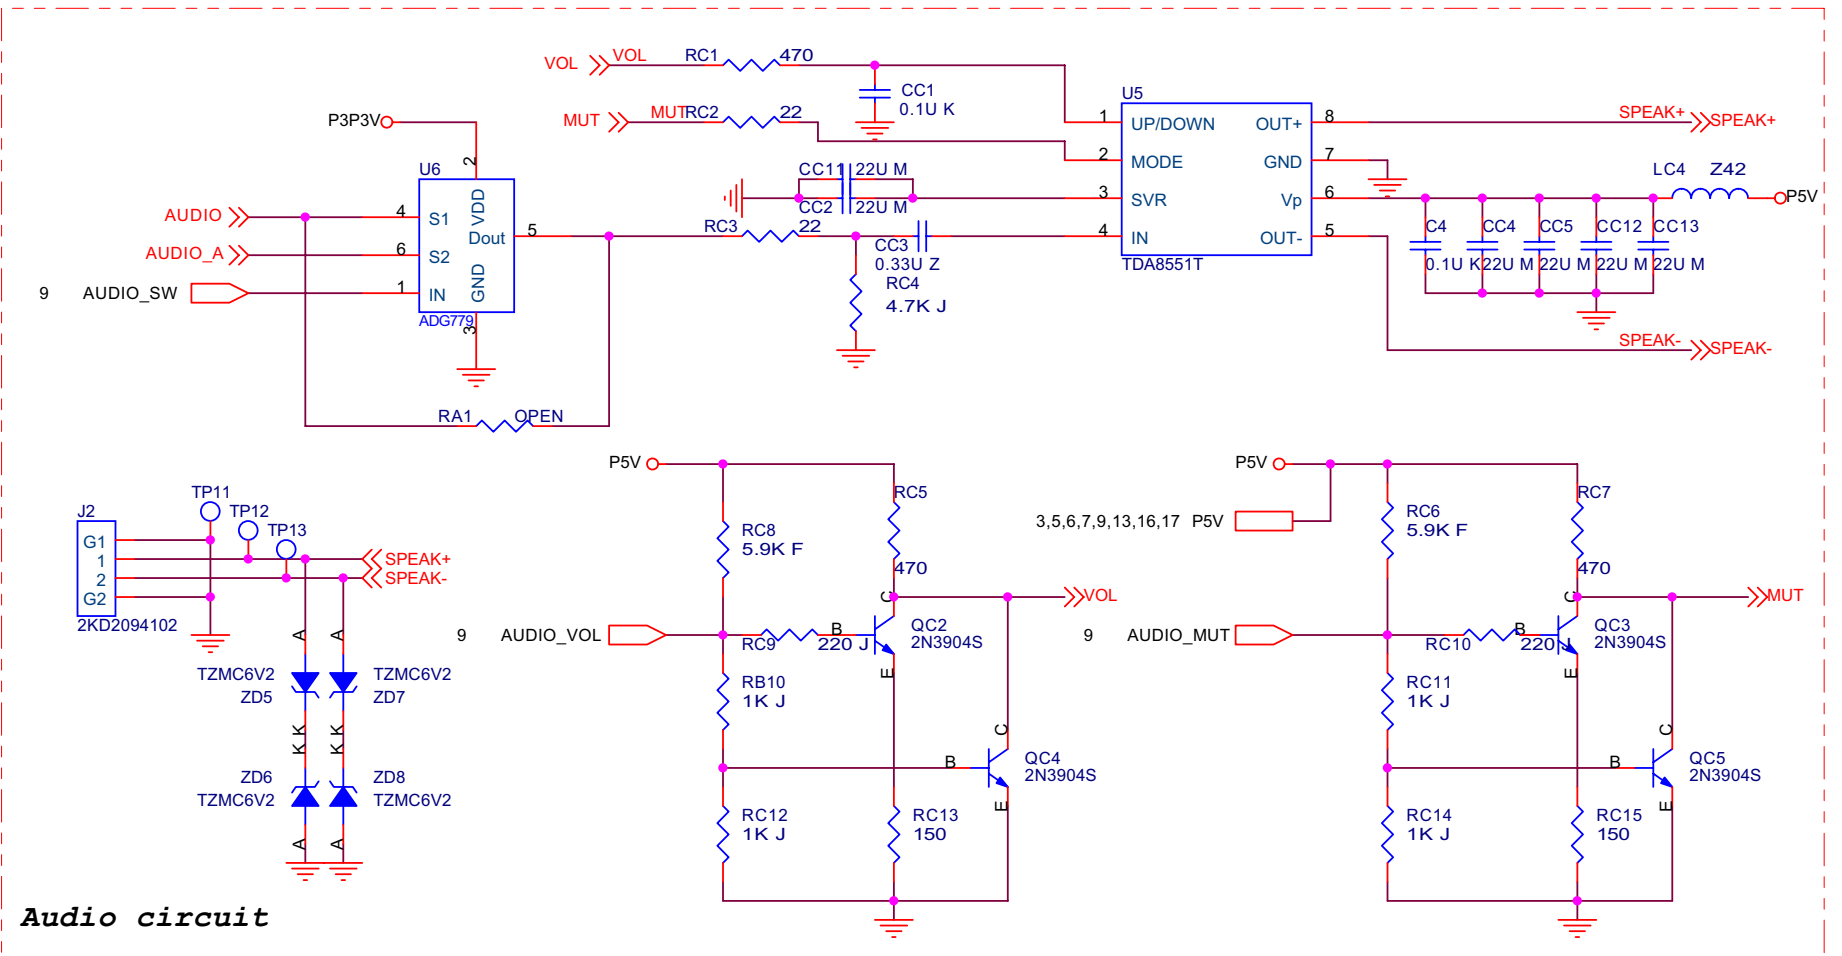 VOL
VOL
RC1
470
CC1
0.1U K
MUT
MUT
RC2
22
P3P3V
2
U6
VDD
AUDIO
4
S1
AUDIO_A
6
S2
Dout
5
9 AUDIO_SW
1
IN
GND
ADG779
3
RA1
OPEN
CC11
22U M
CC2
22U M
RC3
22
CC3
0.33U Z
RC4
4.7K J
U5
1
UP/DOWN
OUT+
8
2
MODE
GND
7
3
SVR
Vp
6
4
IN
OUT-
5
TDA8551T
SPEAK+
SPEAK+
LC4
Z42
P5V
C4
CC4
CC5
CC12
CC13
0.1U K
22U M
22U M
22U M
22U M
SPEAK-
SPEAK-
J2
TP11
TP12
TP13
G1
1
2
G2
2KD2094102
SPEAK+
SPEAK-
A
A
TZMC6V2
ZD5
TZMC6V2
ZD7
K
K
K
K
ZD6
TZMC6V2
ZD8
TZMC6V2
A
A
P5V
RC5
470
RC8
5.9K F
C
VOL
9 AUDIO_VOL
RC9
220 J
B
QC2
2N3904S
E
RB10
1K J
C
B
QC4
2N3904S
E
RC12
1K J
RC13
150
P5V
3,5,6,7,9,13,16,17 P5V
RC6
5.9K F
RC7
470
C
MUT
9 AUDIO_MUT
RC10
220 J
B
QC3
2N3904S
E
RC11
1K J
C
B
QC5
2N3904S
E
RC14
1K J
RC15
150
Audio circuit